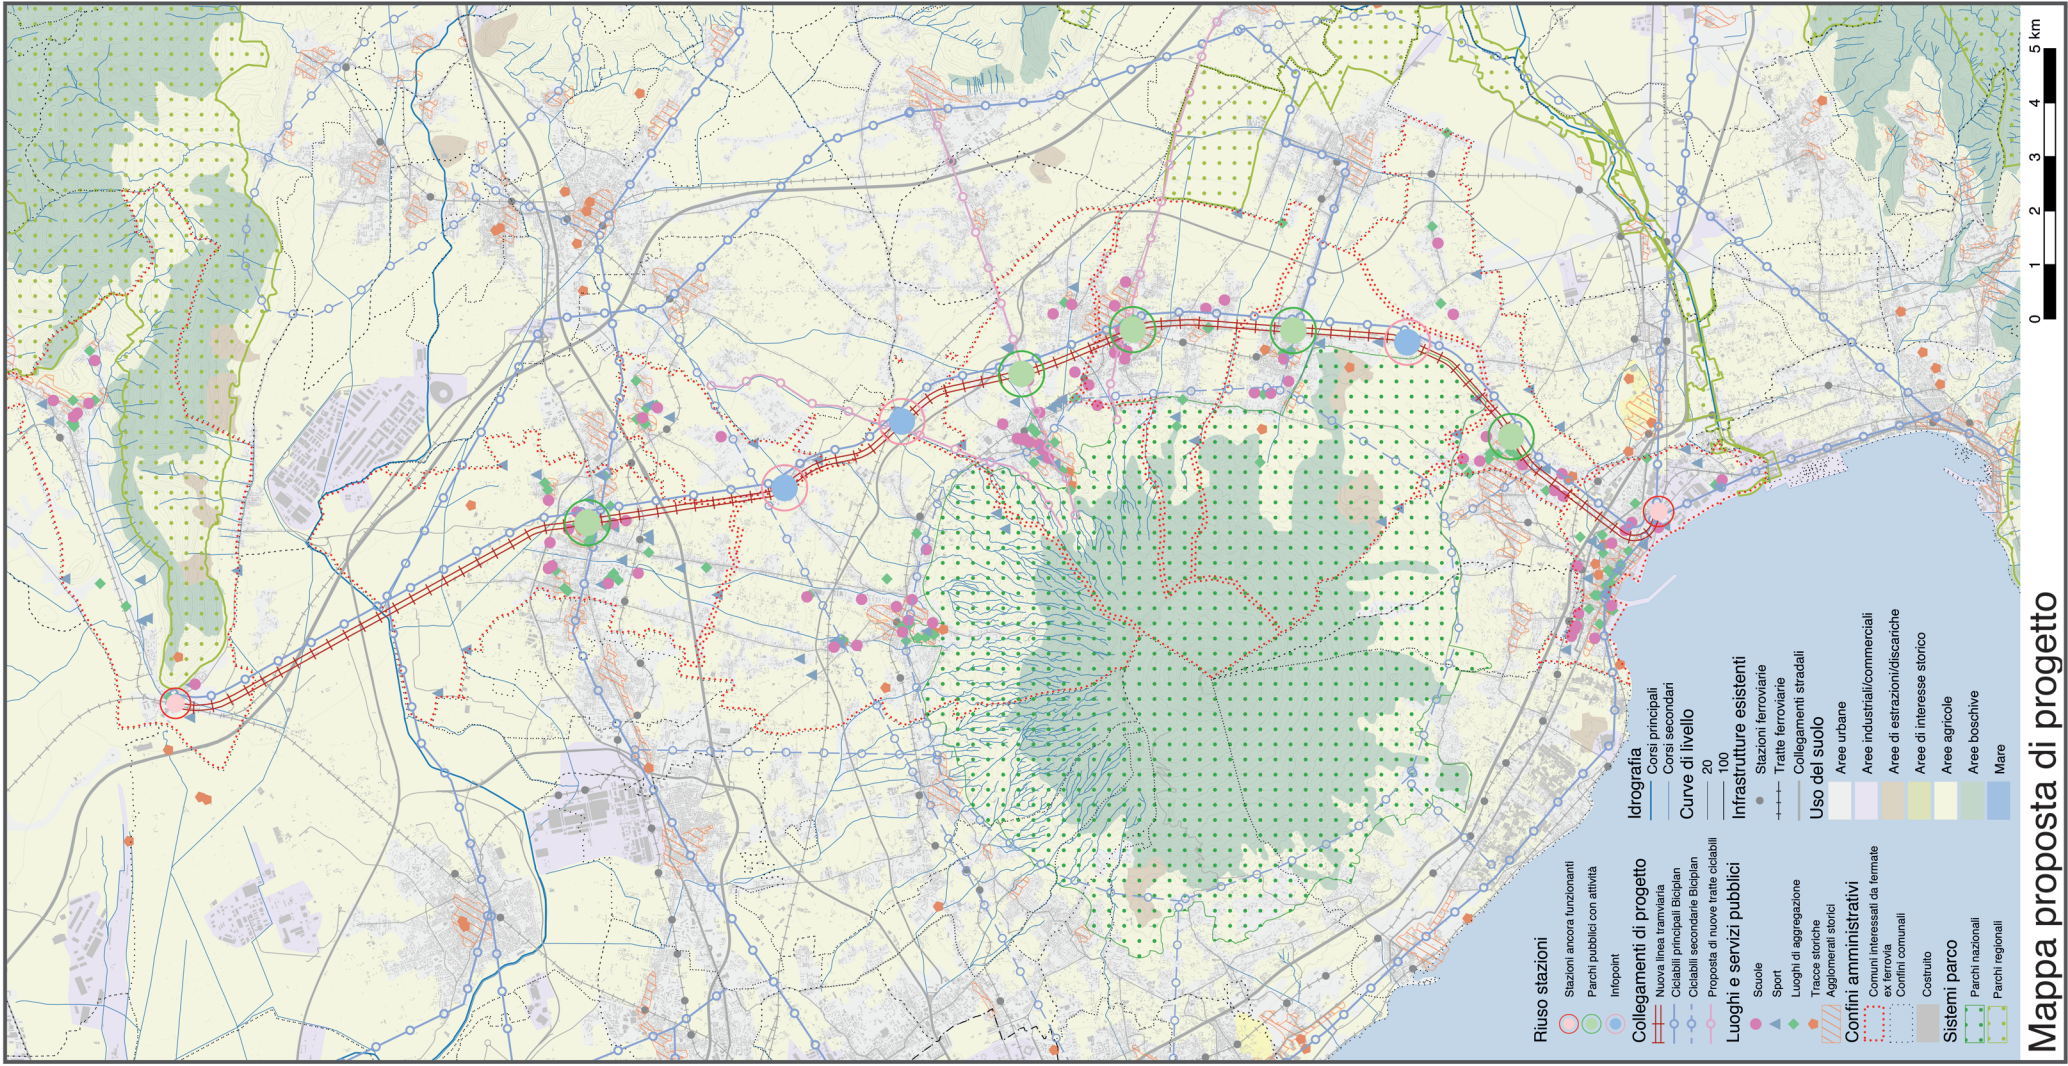 Mappa proposta di progetto
0 1 2 3 4 5 km
Riuso stazioni
Stazioni ancora funzionanti
Parchi pubblici con attività
Infopoint
Collegamenti di progetto
Nuova linea tramviaria
Ciclabili principali Biciplan
Ciclabili secondarie Biciplan
Proposta di nuove tratte ciclabili
Luoghi e servizi pubblici
Scuole
Sport
Luoghi di aggregazione
Tracce storiche
Agglomerati storici
Confini amministrativi
Comuni interessati da fermate
ex ferrovia
Confini comunali
Costruito
Sistemi parco
Parchi nazionali
Parchi regionali
Idrografia
Corsi principali
Corsi secondari
Curve di livello
20
100
Infrastrutture esistenti
Stazioni ferroviarie
Tratte ferroviarie
Collegamenti stradali
Uso del suolo
Aree urbane
Aree industriali/commerciali
Aree di estrazioni/discariche
Aree di interesse storico
Aree agricole
Aree boschive
Mare